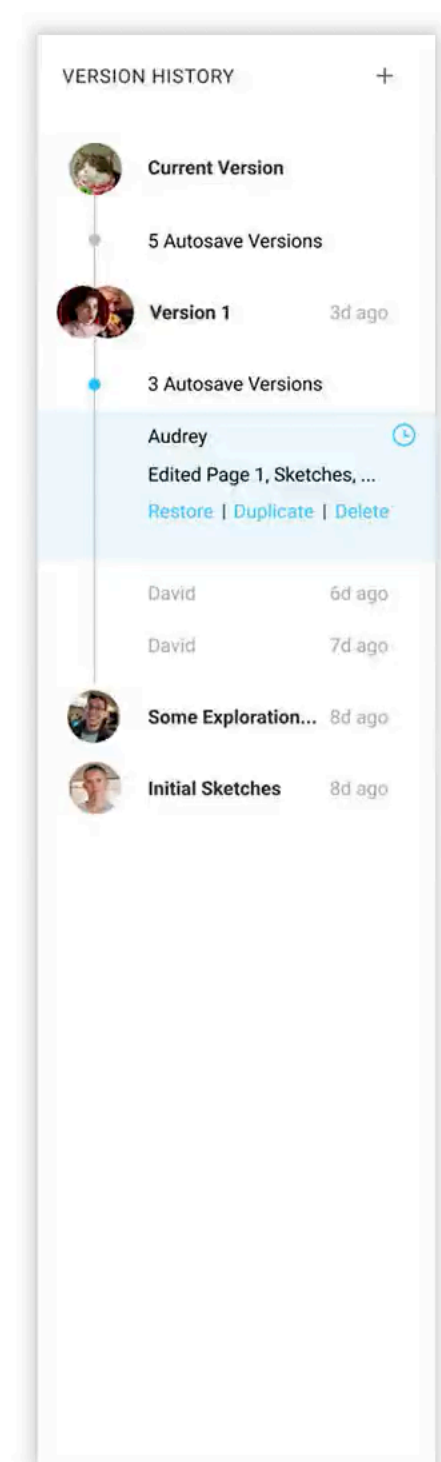 VERSION HISTORY +
Current Version
5 Autosave Versions
Version 1 3d ago
3 Autosave Versions
Audrey
Edited Page 1, Sketches, ...
Restore | Duplicate | Delete
David 6d ago
David 7d ago
Some Exploration... 8d ago
Initial Sketches 8d ago